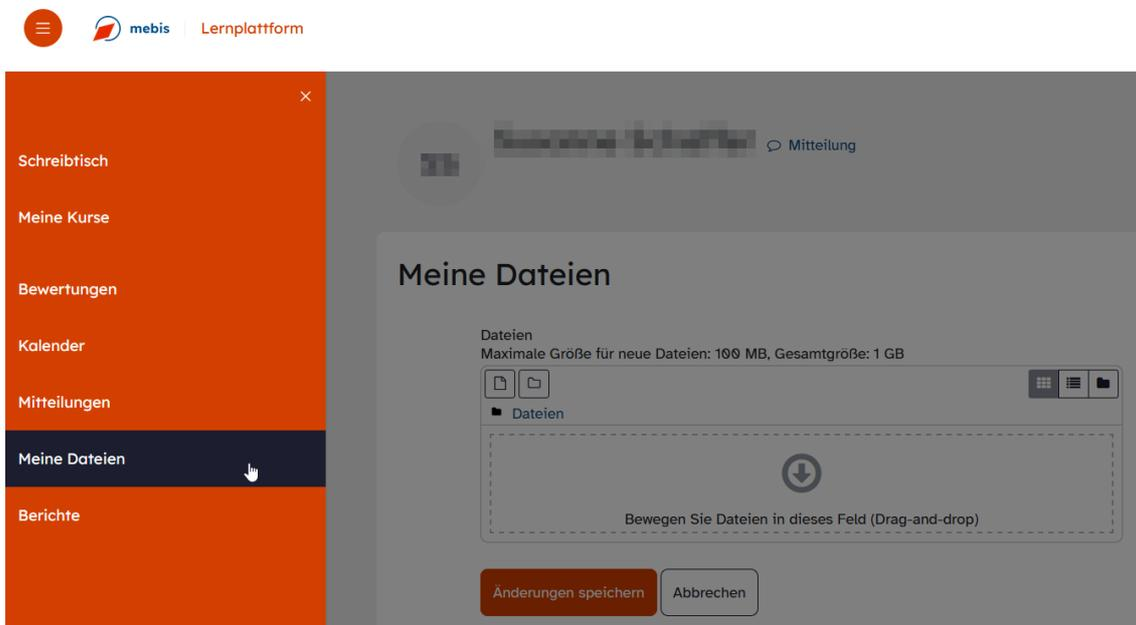 mebis Lernplattform
Schreibtisch
Meine Kurse
Bewertungen
Kalender
Mitteilungen
Meine Dateien
Berichte
Mitteilung
Meine Dateien
Dateien
Maximale Größe für neue Dateien: 100 MB, Gesamtgröße: 1 GB
Dateien
Bewegen Sie Dateien in dieses Feld (Drag-and-drop)
Änderungen speichern Abbrechen